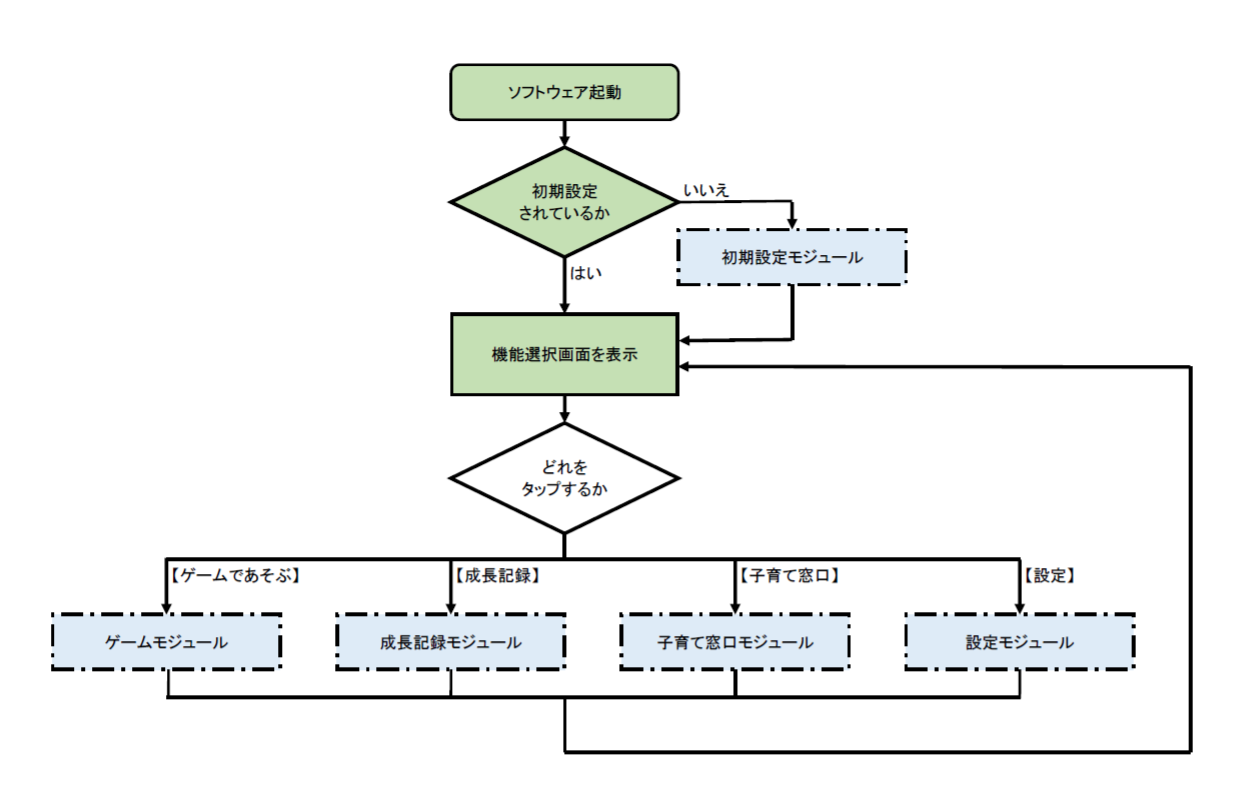 ソフトウェア起動
初期設定
されているか
いいえ
初期設定モジュール
はい
機能選択画面を表示
どれを
タップするか
【ゲームであそぶ】
【成長記録】
【子育て窓口】
【設定】
ゲームモジュール
成長記録モジュール
子育て窓口モジュール
設定モジュール